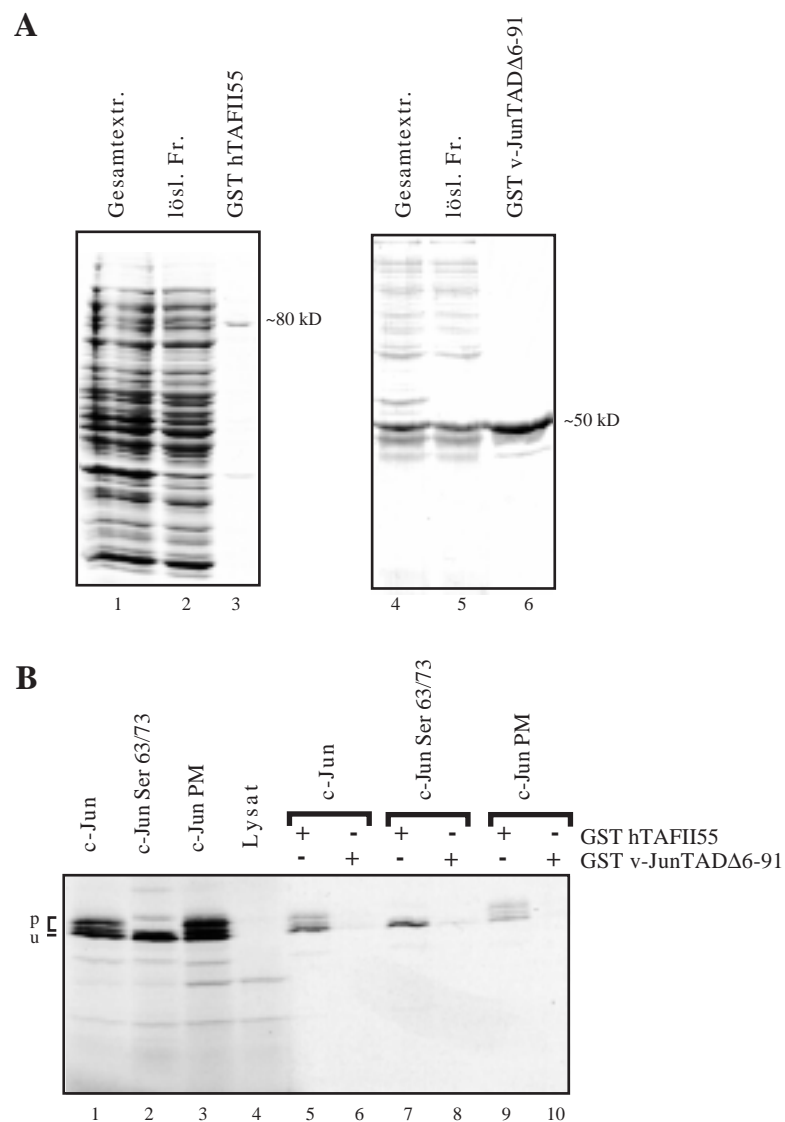 A
Gesamtextr.
lösl. Fr.
GST hTAFII55
Gesamtextr.
lösl. Fr.
GST v-JunTADΔ6-91
~80 kD
~50 kD
1 2 3
4 5 6
B
c-Jun
c-Jun Ser 63/73
c-Jun PM
Lysat
c-Jun
c-Jun Ser 63/73
c-Jun PM
+ - + - + - GST hTAFII55
- + - + - + GST v-JunTADΔ6-91
p
u
1 2 3 4 5 6 7 8 9 10